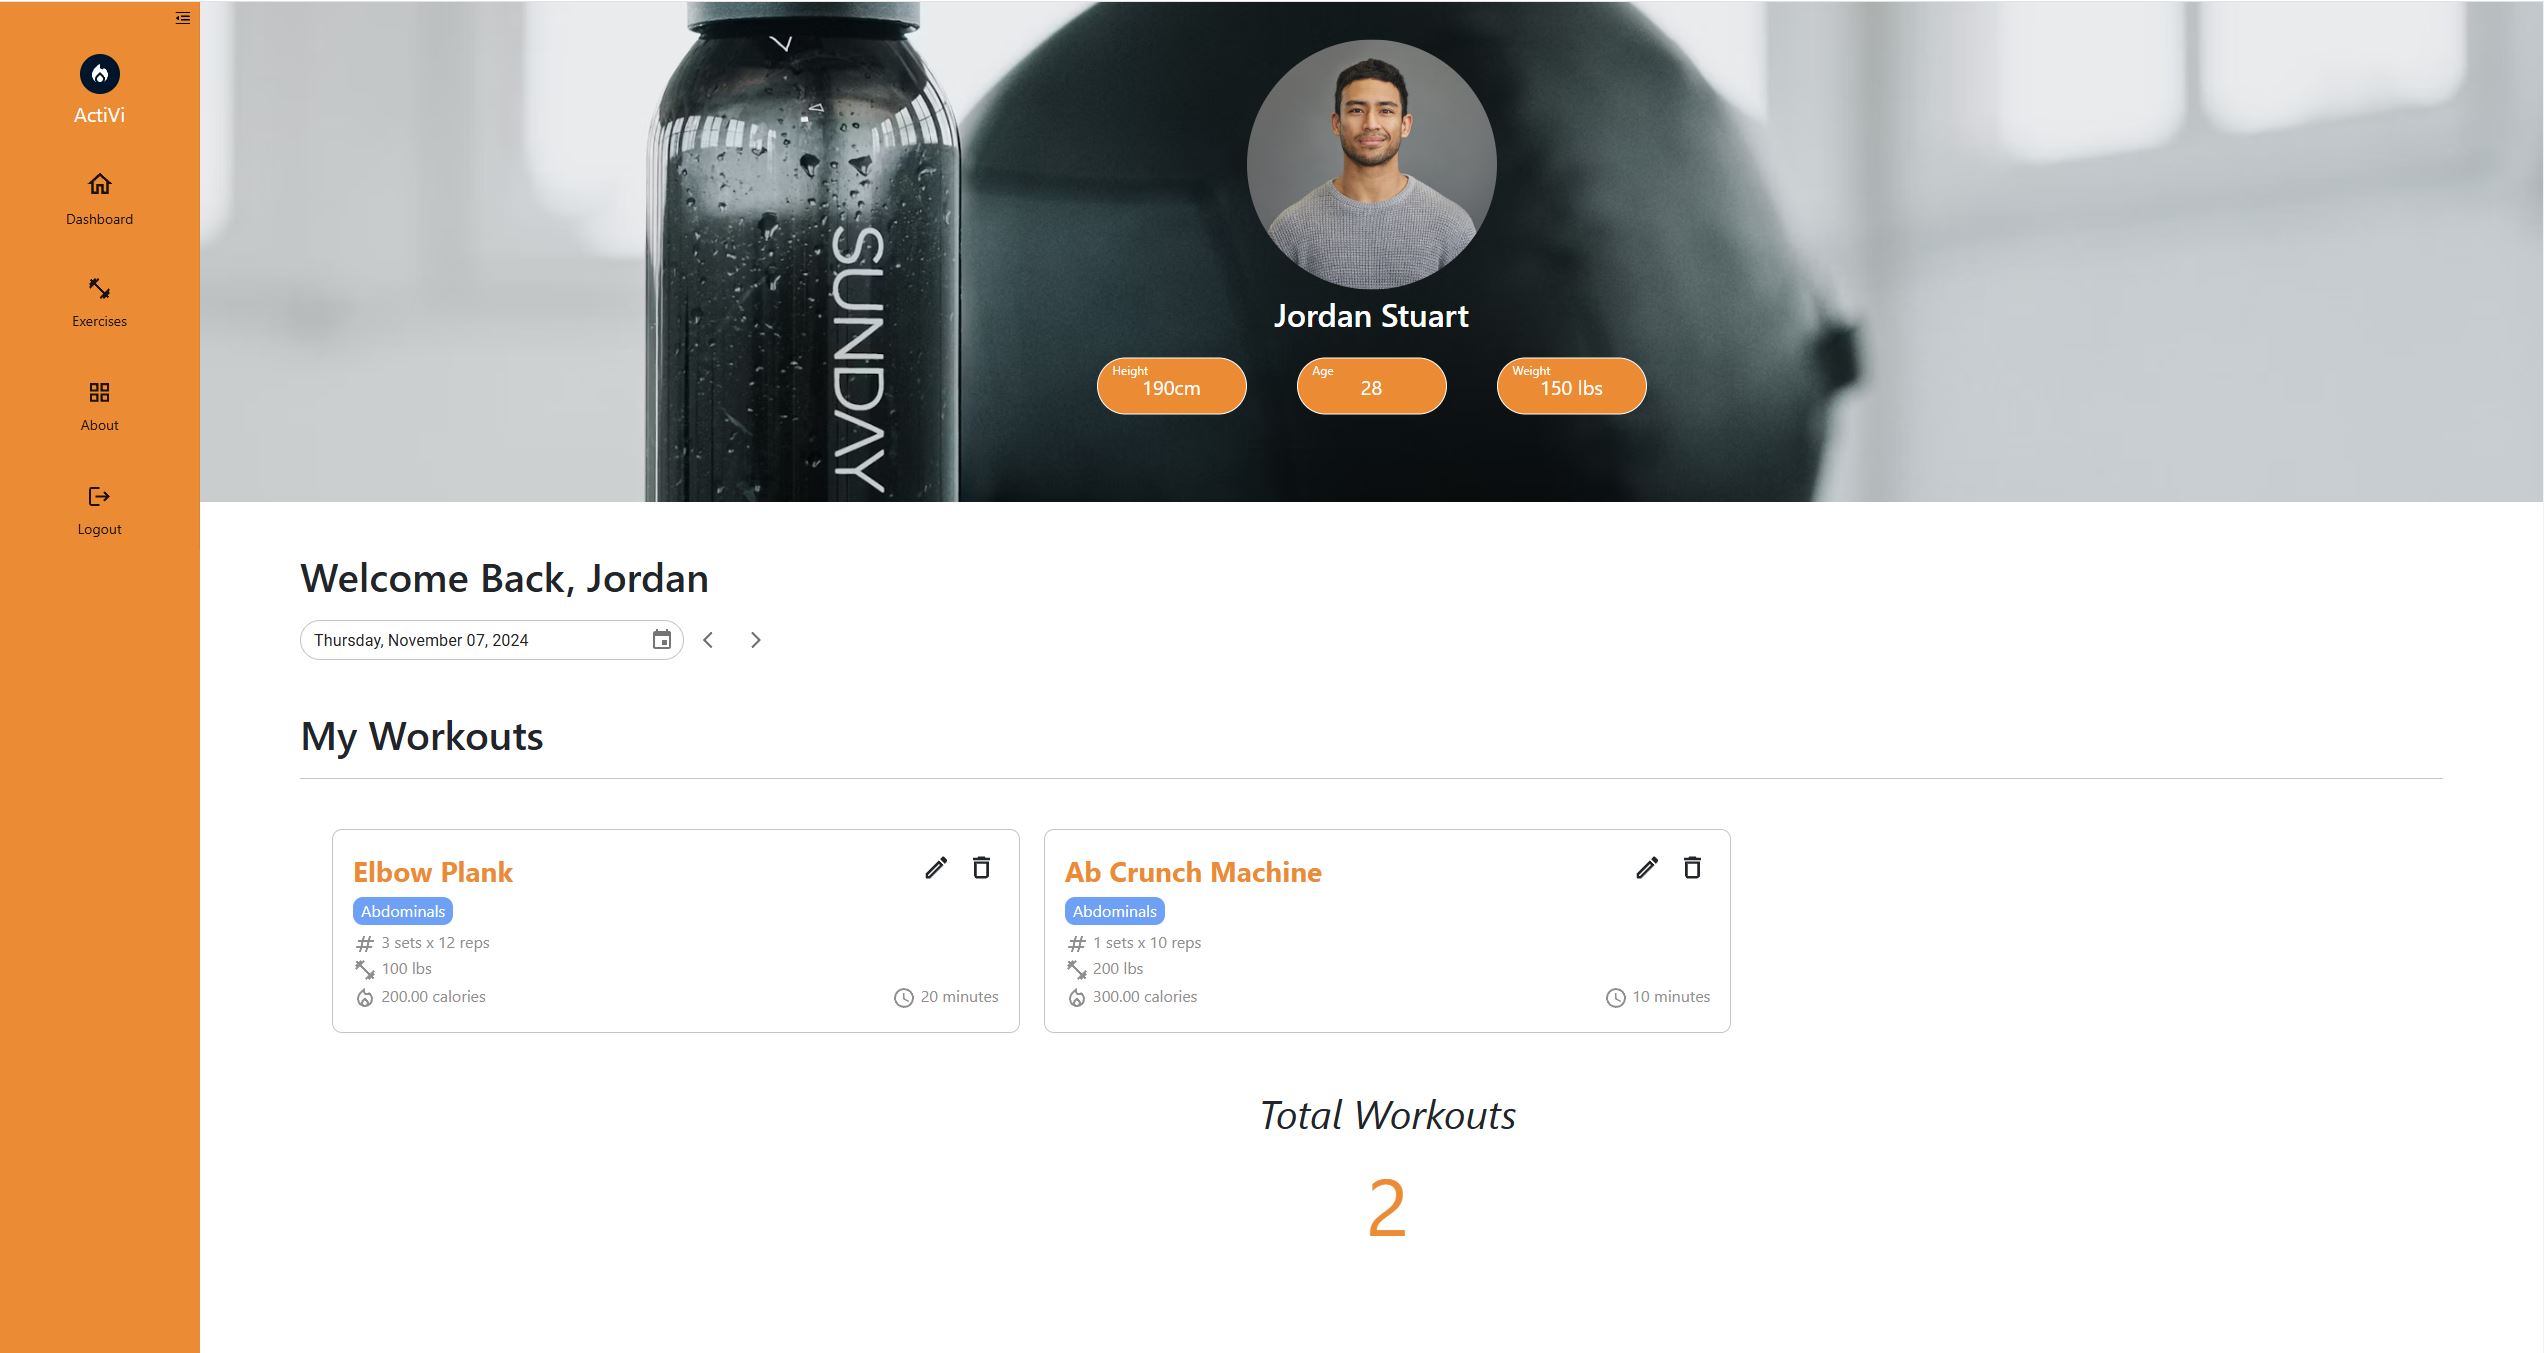 ActiVi
Dashboard
Exercises
About
Logout
SUNDAY
Jordan Stuart
Height
190cm
Age
28
Weight
150 lbs
Welcome Back, Jordan
Thursday, November 07, 2024
My Workouts
Elbow Plank
Abdominals
3 sets x 12 reps
100 lbs
200.00 calories
20 minutes
Ab Crunch Machine
Abdominals
1 sets x 10 reps
200 lbs
300.00 calories
10 minutes
Total Workouts
2